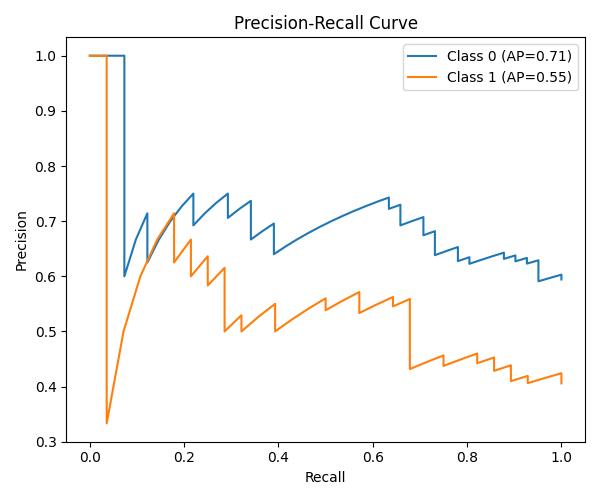 Precision-Recall Curve
Class 0 (AP=0.71)
Class 1 (AP=0.55)
Precision
1.0
0.9
0.8
0.7
0.6
0.5
0.4
0.3
0.0 0.2 0.4 0.6 0.8 1.0
Recall